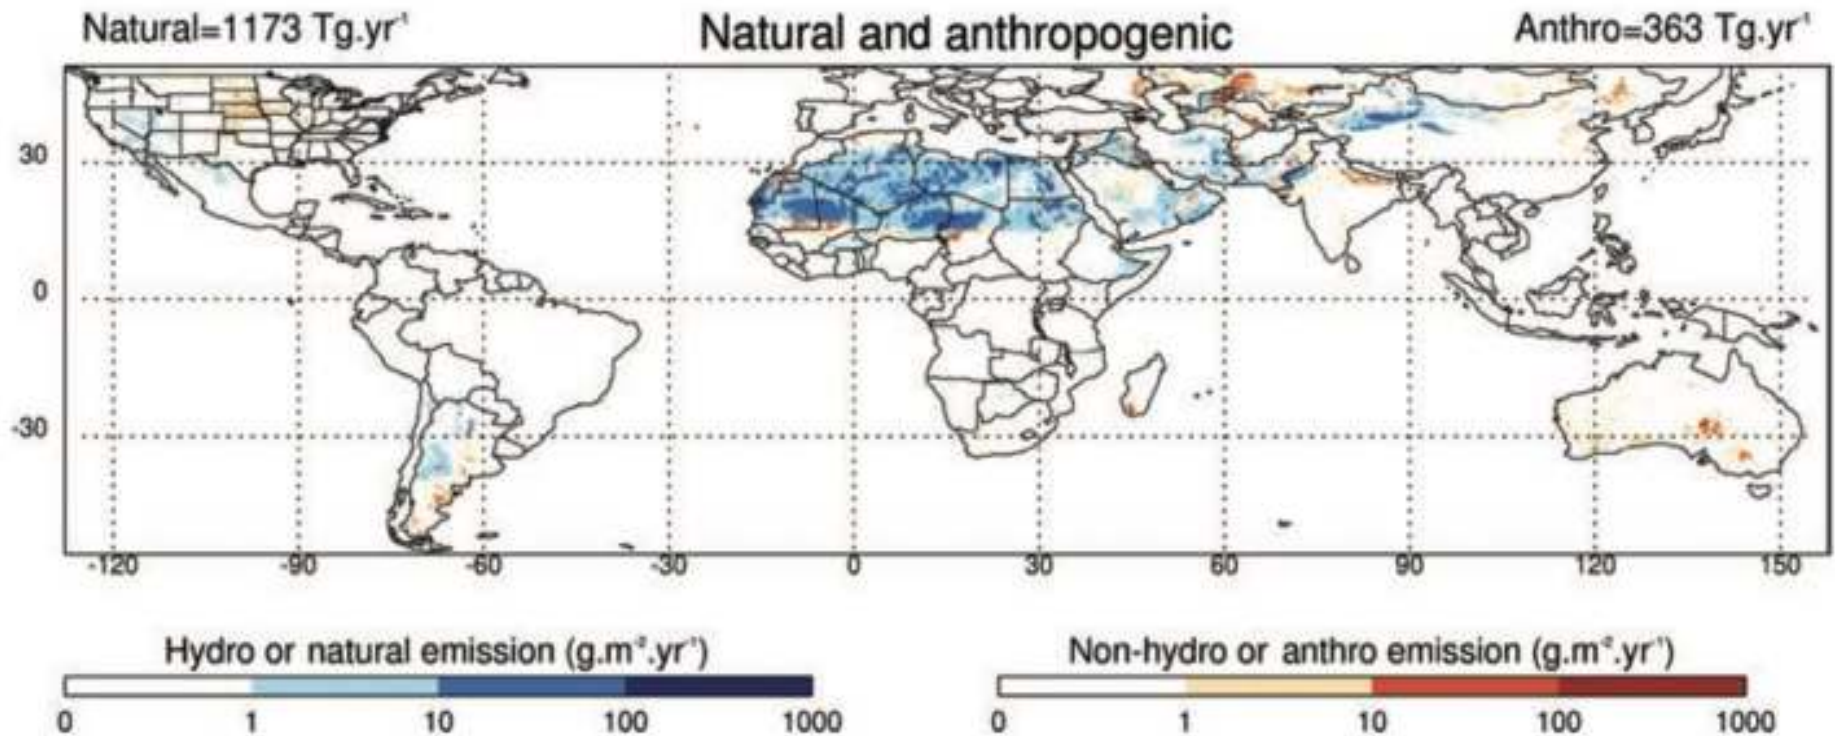 Natural=1173 Tg.yr⁻¹ Natural and anthropogenic Anthro=363 Tg.yr⁻¹
30
0
-30
-120 -90 -60 -30 0 30 60 90 120 150
Hydro or natural emission (g.m⁻².yr⁻¹) Non-hydro or anthro emission (g.m⁻².yr⁻¹)
0 1 10 100 1000 0 1 10 100 1000